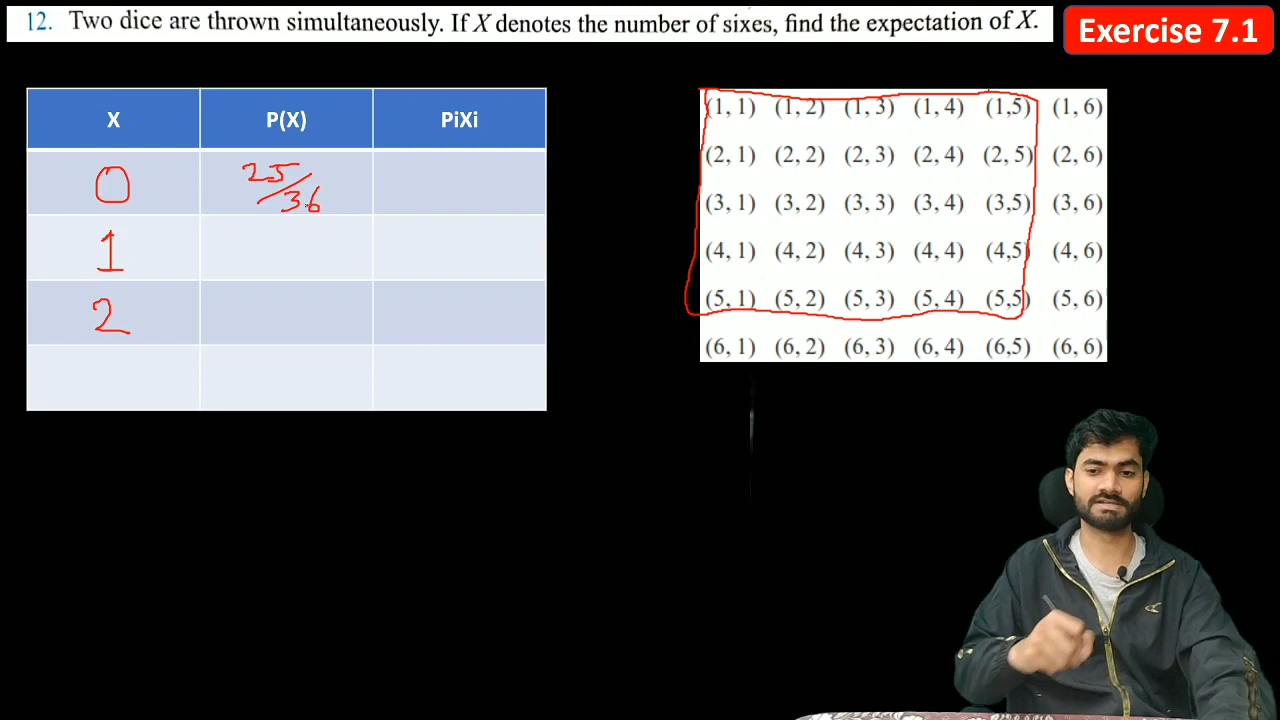 12. Two dice are thrown simultaneously. If X denotes the number of sixes, find the expectation of X.
Exercise 7.1
X P(X) PiXi
0 25/36
1
2
(1, 1) (1, 2) (1, 3) (1, 4) (1,5) (1, 6)
(2, 1) (2, 2) (2, 3) (2, 4) (2, 5) (2, 6)
(3, 1) (3, 2) (3, 3) (3, 4) (3,5) (3, 6)
(4, 1) (4, 2) (4, 3) (4, 4) (4,5) (4, 6)
(5, 1) (5, 2) (5, 3) (5, 4) (5,5) (5, 6)
(6, 1) (6, 2) (6, 3) (6, 4) (6,5) (6, 6)